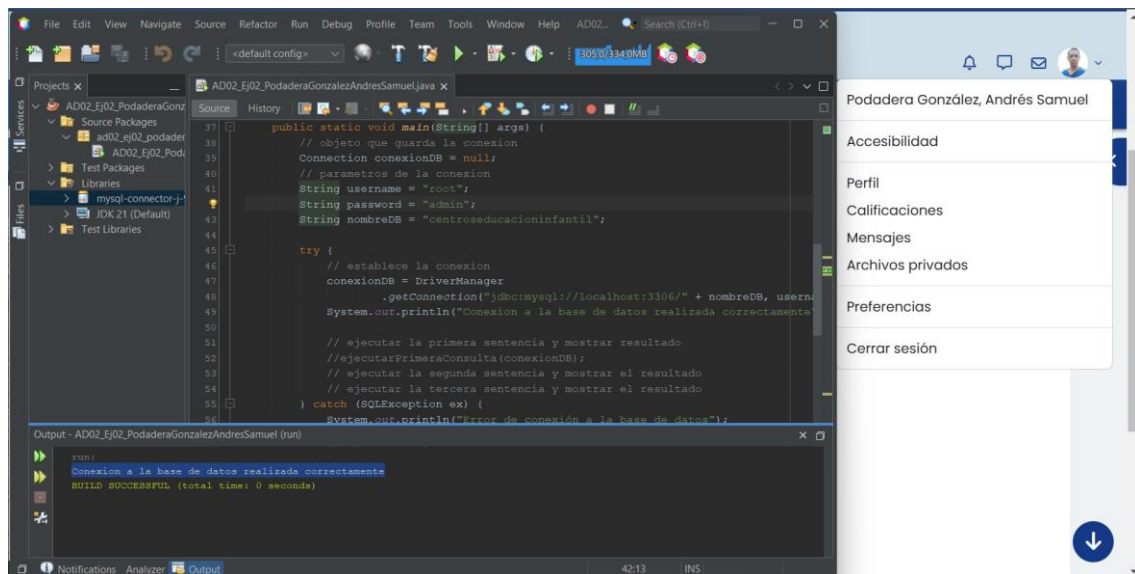 File Edit View Navigate Source Refactor Run Debug Profile Team Tools Window Help AD02... Search (Ctrl+I)
<default config>
305.0/334.0MB
Projects
AD02_Ej02_PodaderaGonzalezAndresSamuel.java
Services
Files
AD02_Ej02_PodaderaGonz
Source Packages
ad02_ej02_podader
AD02_Ej02_Poda
Test Packages
Libraries
mysql-connector-j-
JDK 21 (Default)
Test Libraries
Source History
37 public static void main(String[] args) {
38 // objeto que guarda la conexion
39 Connection conexionDB = null;
40 // parametros de la conexion
41 String username = "root";
String password = "admin";
43 String nombreDB = "centroseducacioninfantil";
44
45 try {
46 // establece la conexion
47 conexionDB = DriverManager
48 .getConnection("jdbc:mysql://localhost:3306/" + nombreDB, userna
49 System.out.println("Conexion a la base de datos realizada correctamente"
50
51 // ejecutar la primera sentencia y mostrar resultado
52 //ejecutarPrimeraConsulta(conexionDB);
53 // ejecutar la segunda sentencia y mostrar el resultado
54 // ejecutar la tercera sentencia y mostrar el resultado
55 } catch (SQLException ex) {
56 System.out.println("Error de conexión a la base de datos");
Output - AD02_Ej02_PodaderaGonzalezAndresSamuel (run)
run:
Conexion a la base de datos realizada correctamente
BUILD SUCCESSFUL (total time: 0 seconds)
Notifications Analyzer Output
42:13 INS
Podadera González, Andrés Samuel
Accesibilidad
Perfil
Calificaciones
Mensajes
Archivos privados
Preferencias
Cerrar sesión